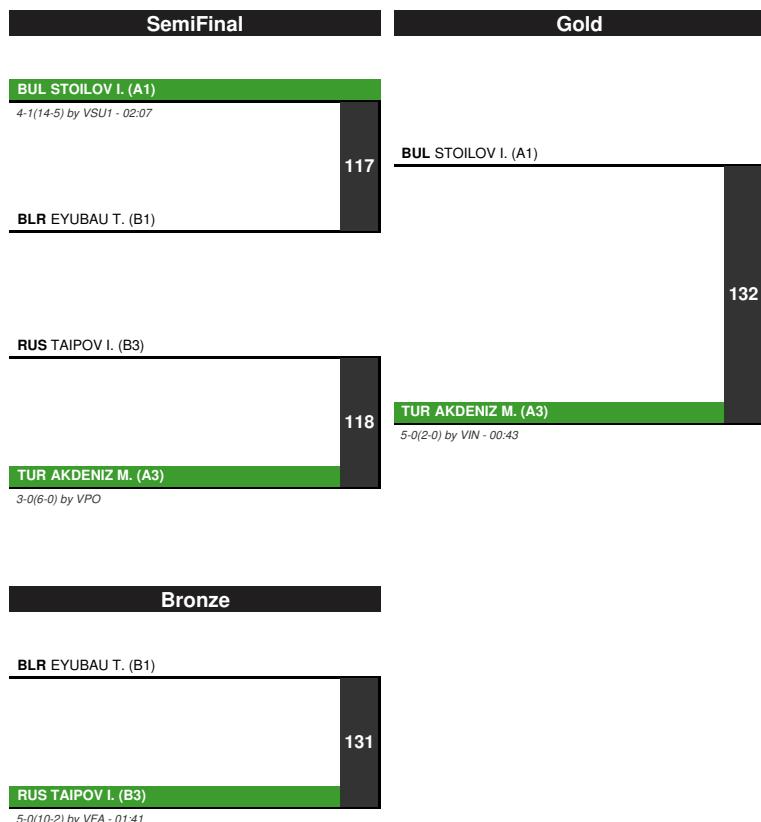 SemiFinal
Gold
BUL STOILOV I. (A1)
4-1(14-5) by VSU1 - 02:07
117
BLR EYUBAU T. (B1)
BUL STOILOV I. (A1)
132
RUS TAIPOV I. (B3)
118
TUR AKDENIZ M. (A3)
3-0(6-0) by VPO
TUR AKDENIZ M. (A3)
5-0(2-0) by VIN - 00:43
Bronze
BLR EYUBAU T. (B1)
131
RUS TAIPOV I. (B3)
5-0(10-2) by VFA - 01:41